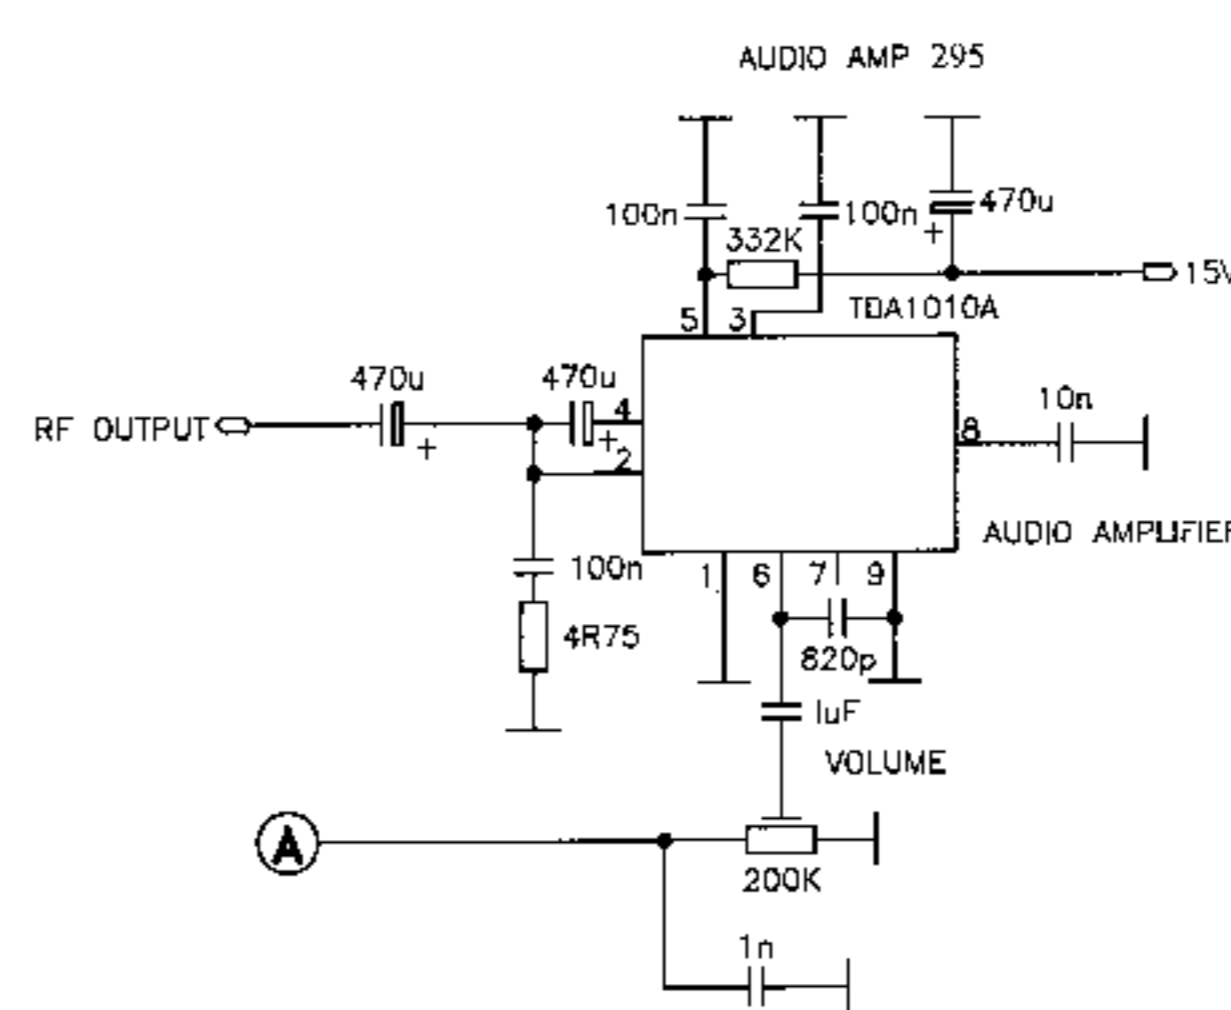 AUDIO AMP 295
100n
100n
470u
+
332K
15V
TDA1010A
5
3
470u
470u
4
10n
RF OUTPUT
+
+
2
8
AUDIO AMPLIFIER
100n
1
6
7
9
4R75
820p
1uF
VOLUME
A
200K
1n